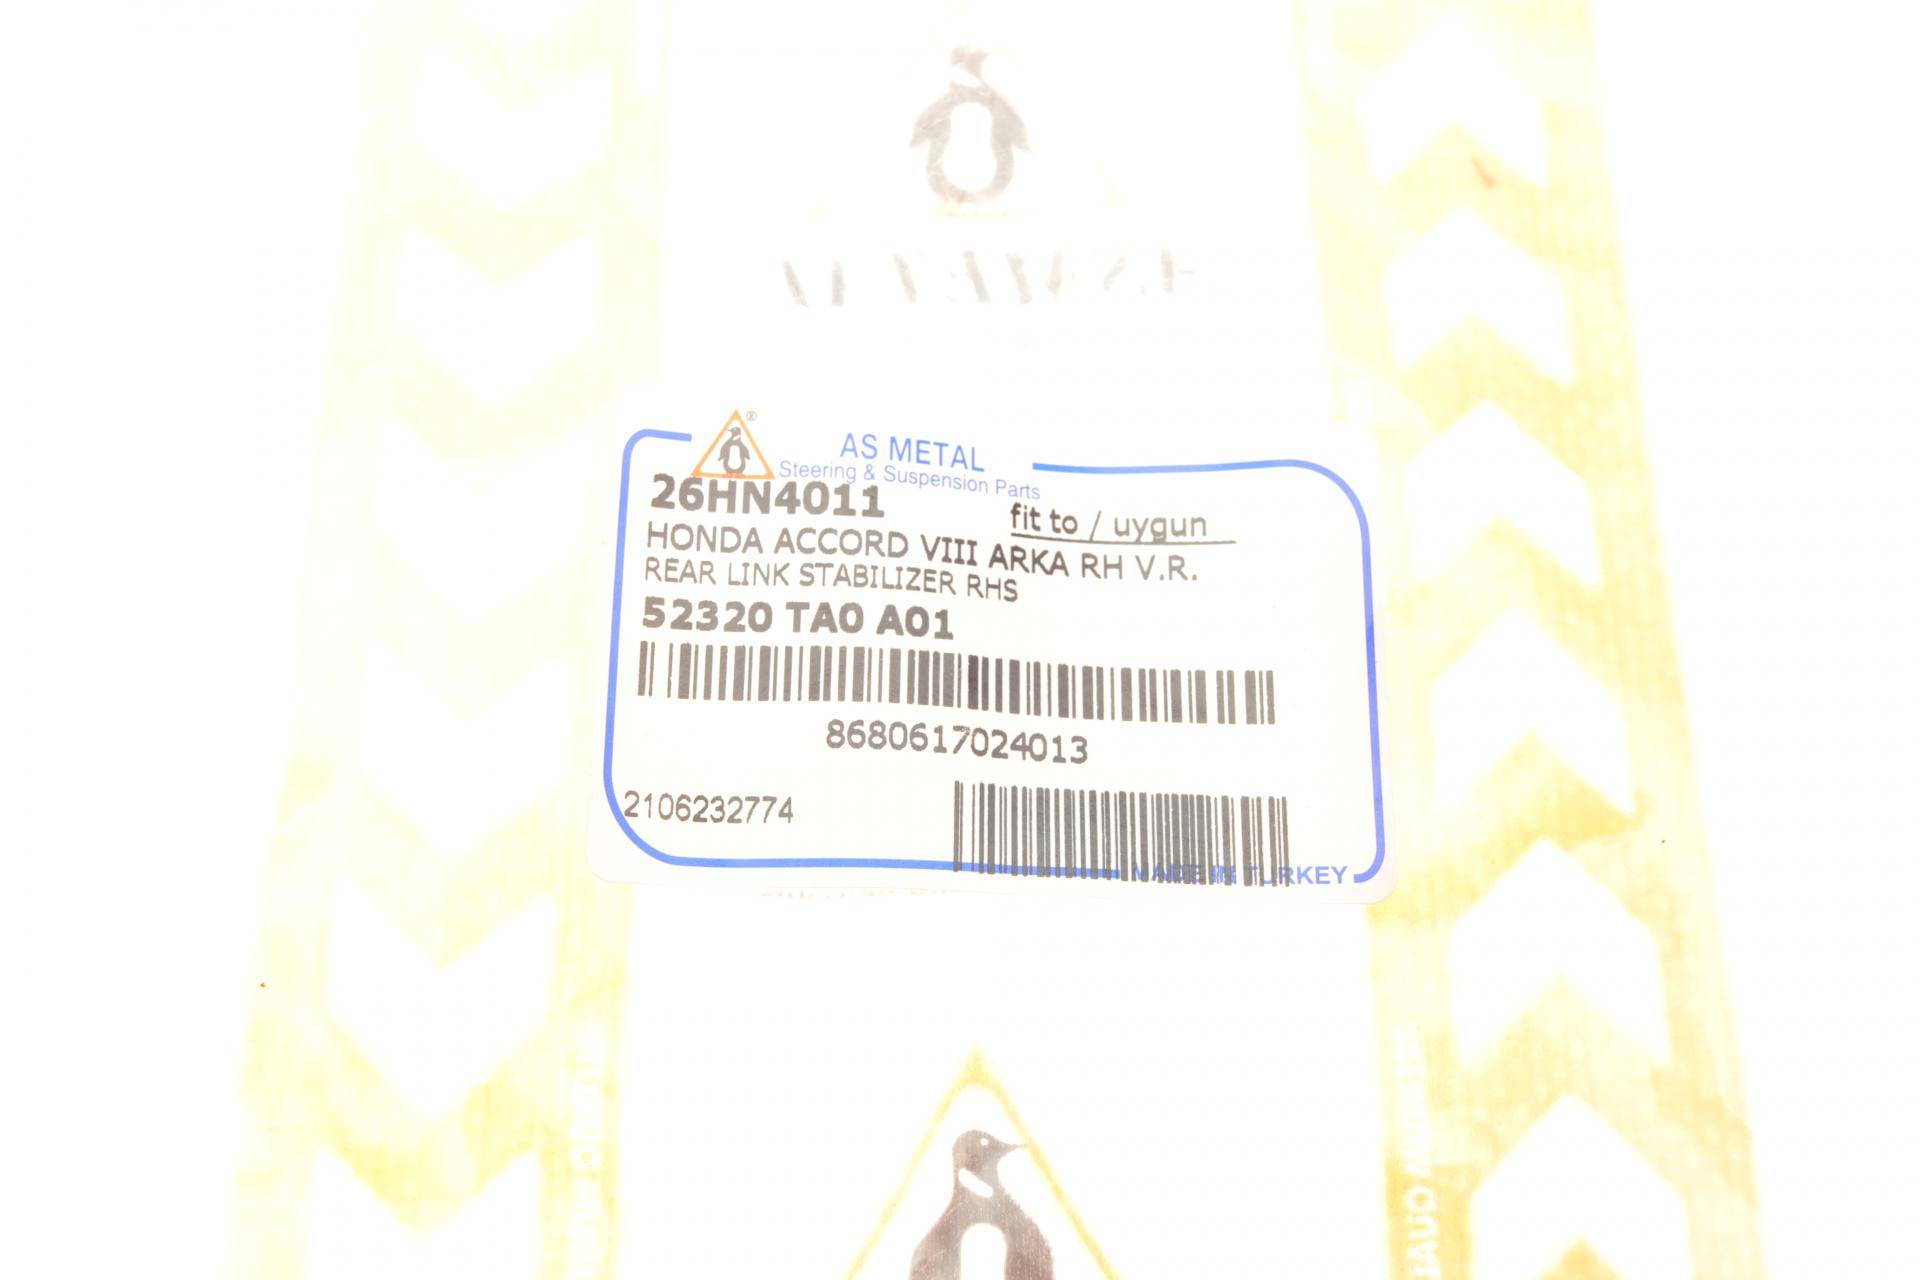 ®
AS METAL
Steering & Suspension Parts
26HN4011
fit to / uygun
HONDA ACCORD VIII ARKA RH V.R.
REAR LINK STABILIZER RHS
52320 TA0 A01
8680617024013
2106232774
MADE IN TURKEY